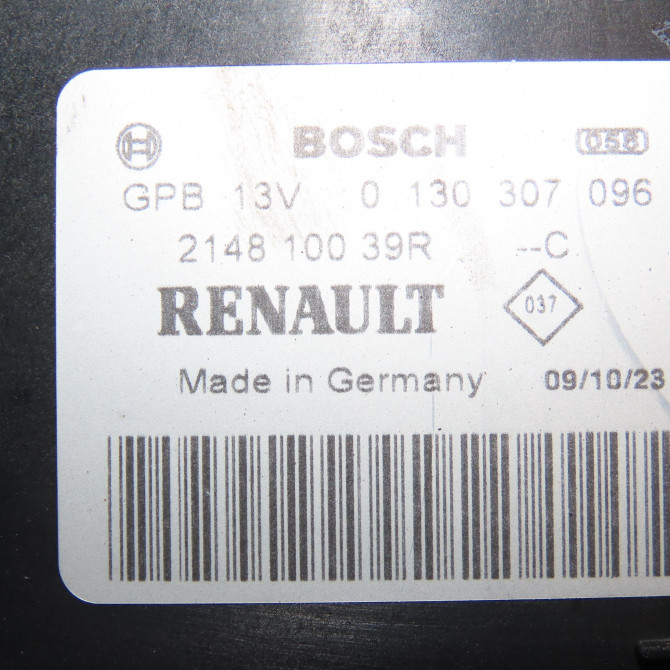 BOSCH 058
GPB 13V 0 130 307 096
2148 100 39R --C
RENAULT 037
Made in Germany 09/10/23